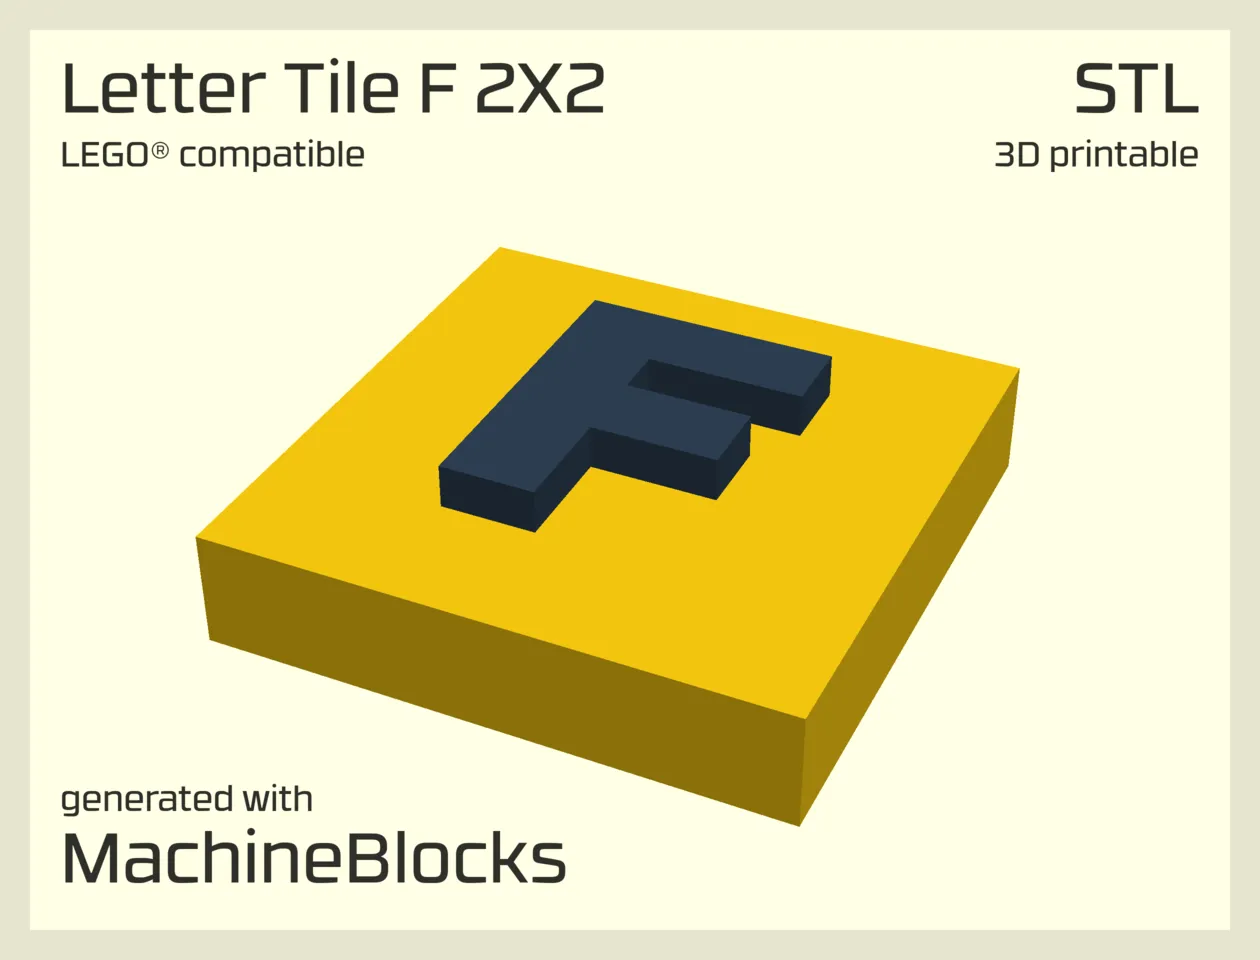 Letter Tile F 2X2
STL
LEGO® compatible
3D printable
F
generated with
MachineBlocks